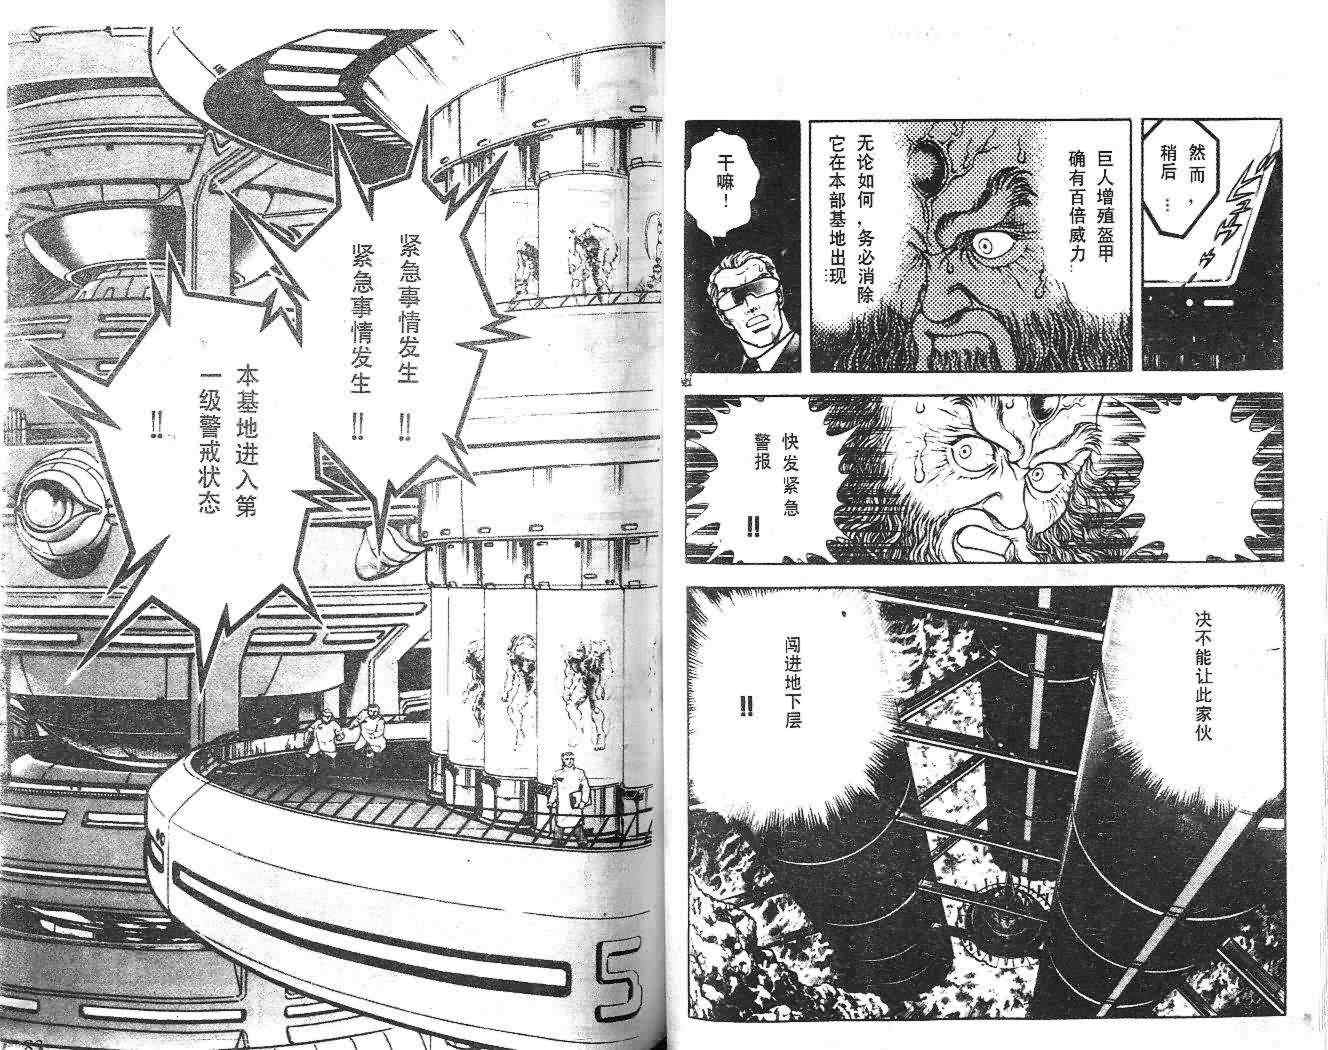 然而，
稍后…
巨人增殖盔甲
确有百倍威力…
无论如何，务必消除
它在本部基地出现…
干嘛！
快发紧急
警报
!!
决不能让此家伙
闯进地下层
!!
紧急事情发生!!
紧急事情发生!!
本基地进入第
一级警戒状态
!!
5